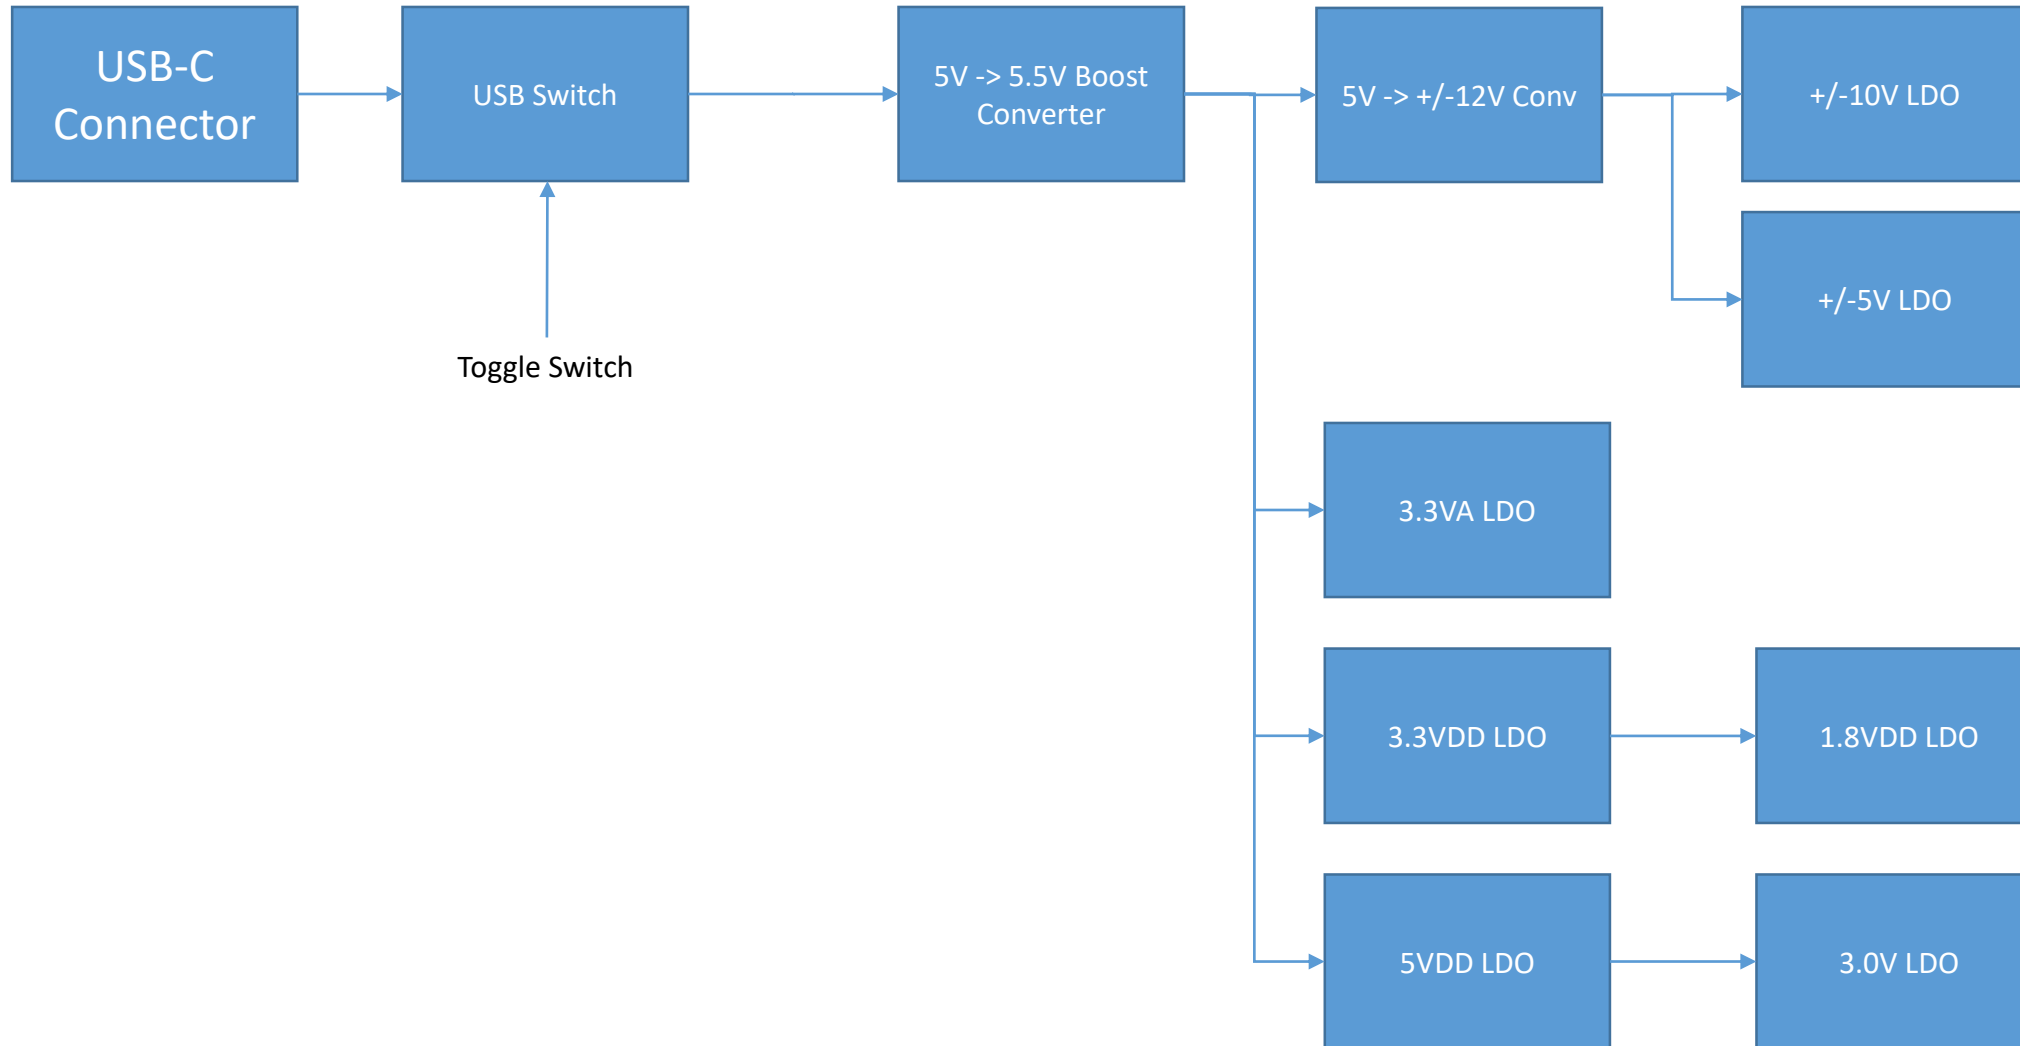 USB-C
Connector
USB Switch
5V -> 5.5V Boost
Converter
5V -> +/-12V Conv
+/-10V LDO
+/-5V LDO
Toggle Switch
3.3VA LDO
3.3VDD LDO
1.8VDD LDO
5VDD LDO
3.0V LDO